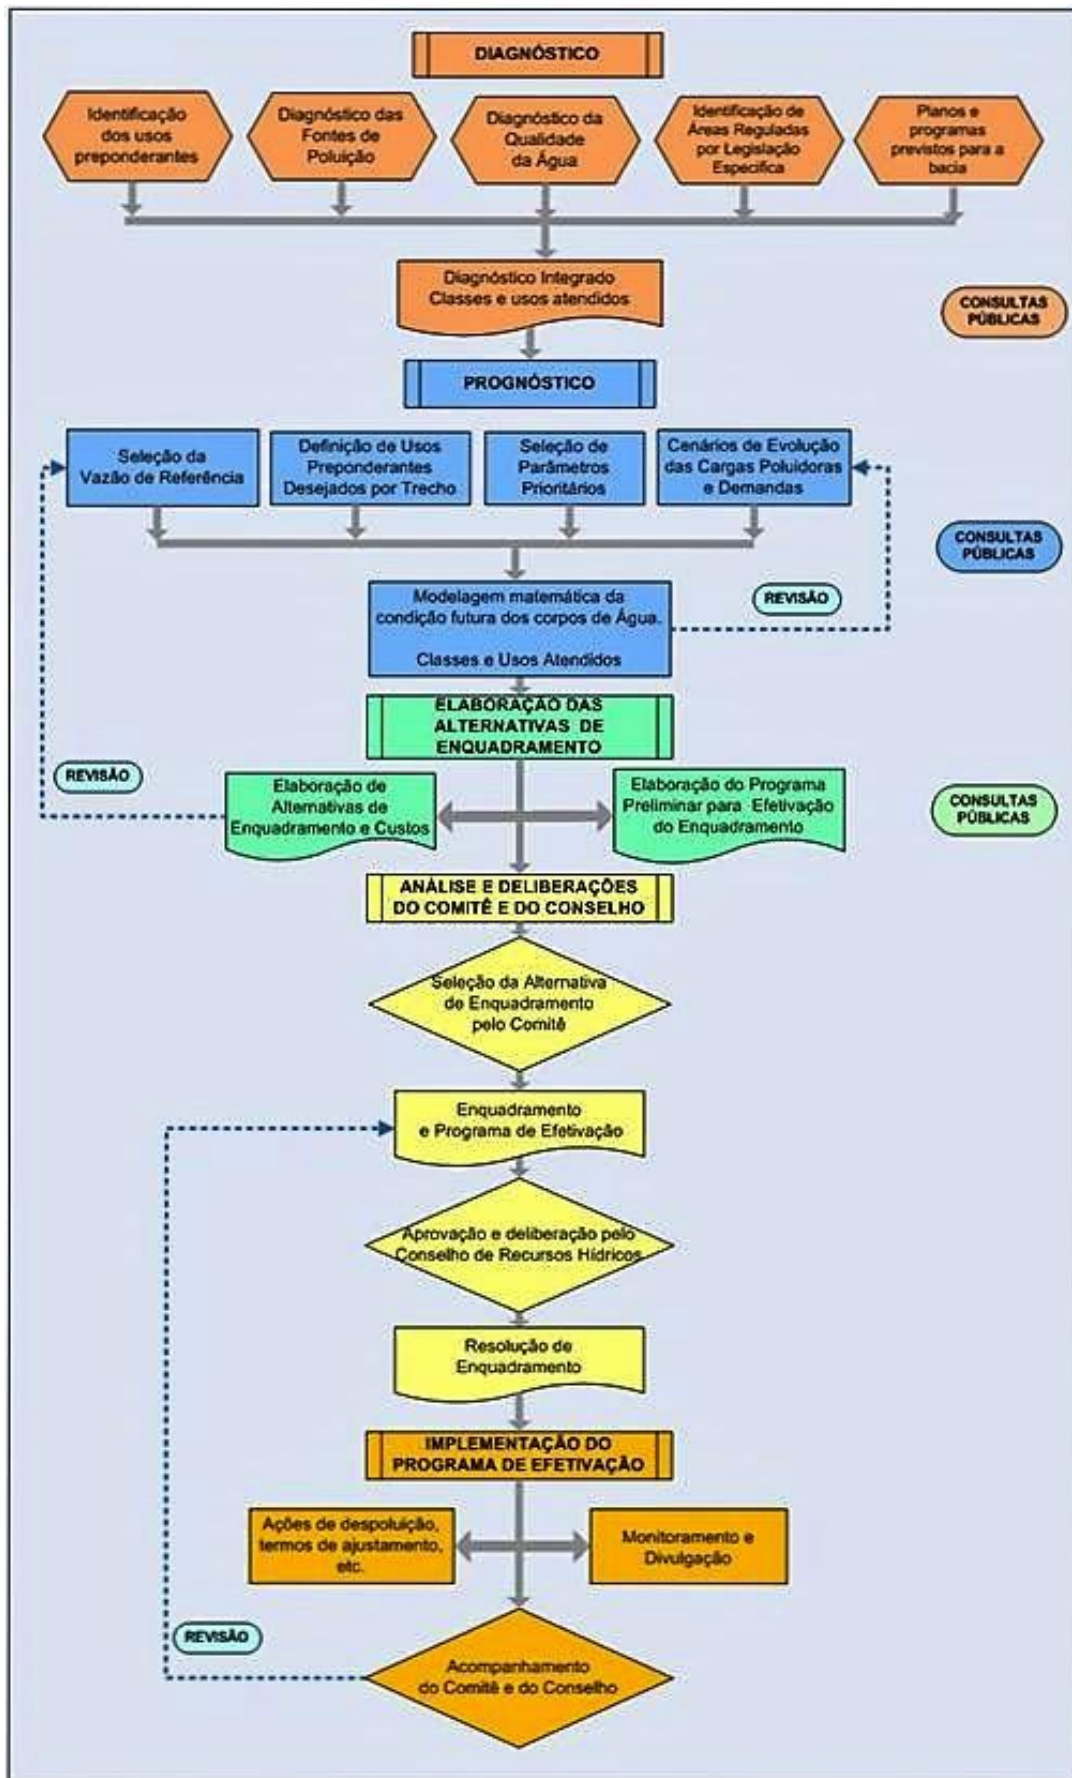 DIAGNÓSTICO
Identificação
dos usos
preponderantes
Diagnóstico das
Fontes de
Poluição
Diagnóstico da
Qualidade
da Água
Identificação de
Áreas Reguladas
por Legislação
Especifica
Planos e
programas
previstos para a
bacia
Diagnóstico Integrado
Classes e usos atendidos
CONSULTAS
PÚBLICAS
PROGNÓSTICO
Seleção da
Vazão de Referência
Definição de Usos
Preponderantes
Desejados por Trecho
Seleção de
Parâmetros
Prioritários
Cenários de Evolução
das Cargas Poluidoras
e Demandas
CONSULTAS
PÚBLICAS
Modelagem matemática da
condição futura dos corpos de Água.
Classes e Usos Atendidos
REVISÃO
ELABORAÇÃO DAS
ALTERNATIVAS DE
ENQUADRAMENTO
REVISÃO
Elaboração de
Alternativas de
Enquadramento e Custos
Elaboração do Programa
Preliminar para Efetivação
do Enquadramento
CONSULTAS
PÚBLICAS
ANÁLISE E DELIBERAÇÕES
DO COMITÊ E DO CONSELHO
Seleção da Alternativa
de Enquadramento
pelo Comitê
Enquadramento
e Programa de Efetivação
Aprovação e deliberação pelo
Conselho de Recursos Hídricos
Resolução de
Enquadramento
IMPLEMENTAÇÃO DO
PROGRAMA DE EFETIVAÇÃO
Ações de despoluição,
termos de ajustamento,
etc.
Monitoramento e
Divulgação
REVISÃO
Acompanhamento
do Comitê e do Conselho